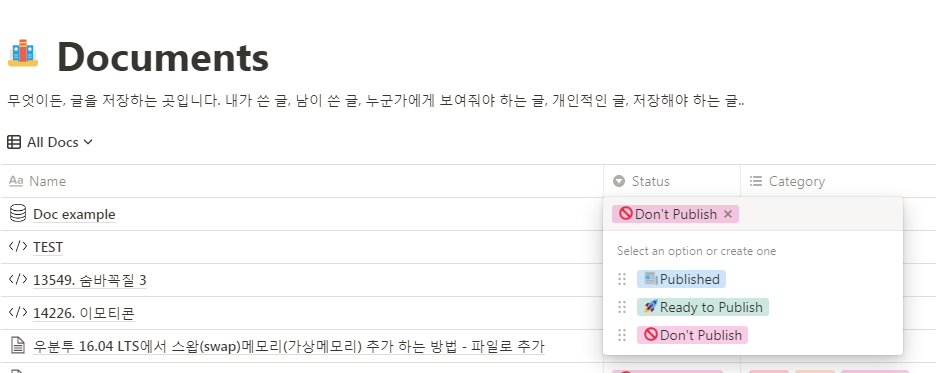 Documents
무엇이든, 글을 저장하는 곳입니다. 내가 쓴 글, 남이 쓴 글, 누군가에게 보여줘야 하는 글, 개인적인 글, 저장해야 하는 글..
All Docs
Aa Name Status Category
Doc example Don't Publish ×
</> TEST
Select an option or create one
</> 13549. 숨바꼭질 3 Published
</> 14226. 이모티콘 Ready to Publish
우분투 16.04 LTS에서 스왑(swap)메모리(가상메모리) 추가 하는 방법 - 파일로 추가 Don't Publish